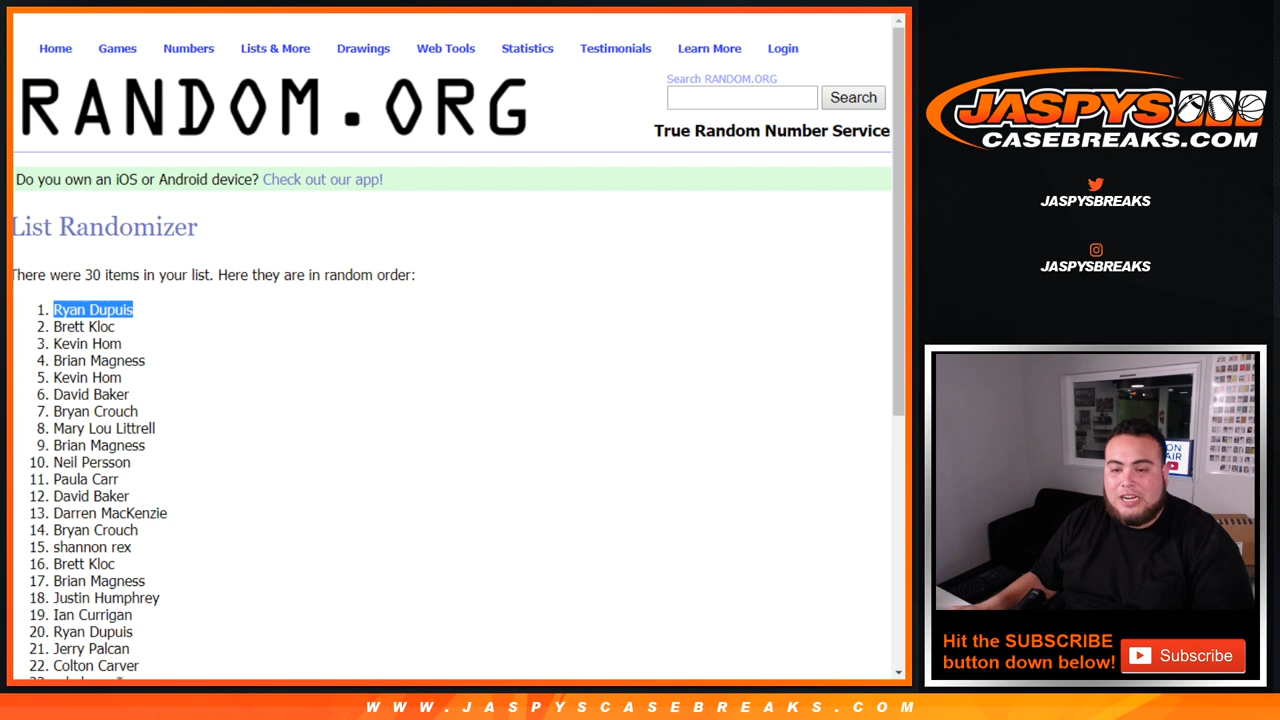 Home Games Numbers Lists & More Drawings Web Tools Statistics Testimonials Learn More Login
RANDOM.ORG
Search RANDOM.ORG
Search
True Random Number Service
Do you own an iOS or Android device? Check out our app!
List Randomizer
There were 30 items in your list. Here they are in random order:
1. Ryan Dupuis
2. Brett Kloc
3. Kevin Hom
4. Brian Magness
5. Kevin Hom
6. David Baker
7. Bryan Crouch
8. Mary Lou Littrell
9. Brian Magness
10. Neil Persson
11. Paula Carr
12. David Baker
13. Darren MacKenzie
14. Bryan Crouch
15. shannon rex
16. Brett Kloc
17. Brian Magness
18. Justin Humphrey
19. Ian Currigan
20. Ryan Dupuis
21. Jerry Palcan
22. Colton Carver
JASPYS
CASEBREAKS.COM
JASPYSBREAKS
JASPYSBREAKS
ON
AIR
Hit the SUBSCRIBE
button down below!
Subscribe
WWW.JASPYSCASEBREAKS.COM